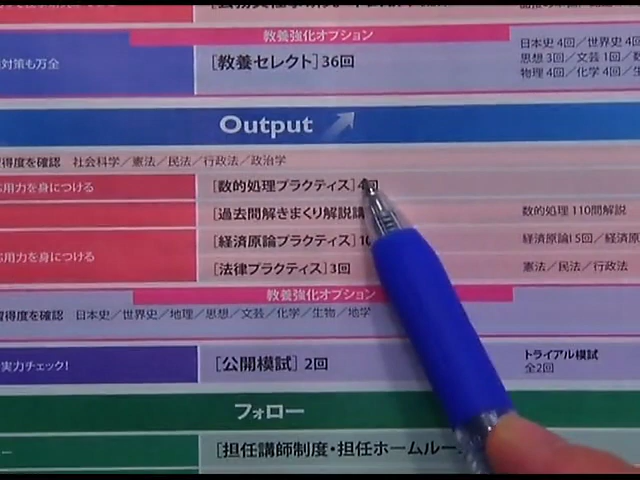 教養強化オプション
日本史 4回／世界史 4回
対策も万全 [教養セレクト] 36回 思想 3回／文芸 1回／数
物理 4回／化学 4回／生
Output
得度を確認 社会科学／憲法／民法／行政法／政治学
用力を身につける [数的処理プラクティス] 4回
[過去問解きまくり解説講 数的処理 110問解説
用力を身につける [経済原論プラクティス] 1 経済原論I 5回／経済原
[法律プラクティス] 3回 憲法／民法／行政法
教養強化オプション
習得度を確認 日本史／世界史／地理／思想／文芸／化学／生物／地学
実力チェック! [公開模試] 2回 トライアル模試
全2回
フォロー
[担任講師制度・担任ホームルー